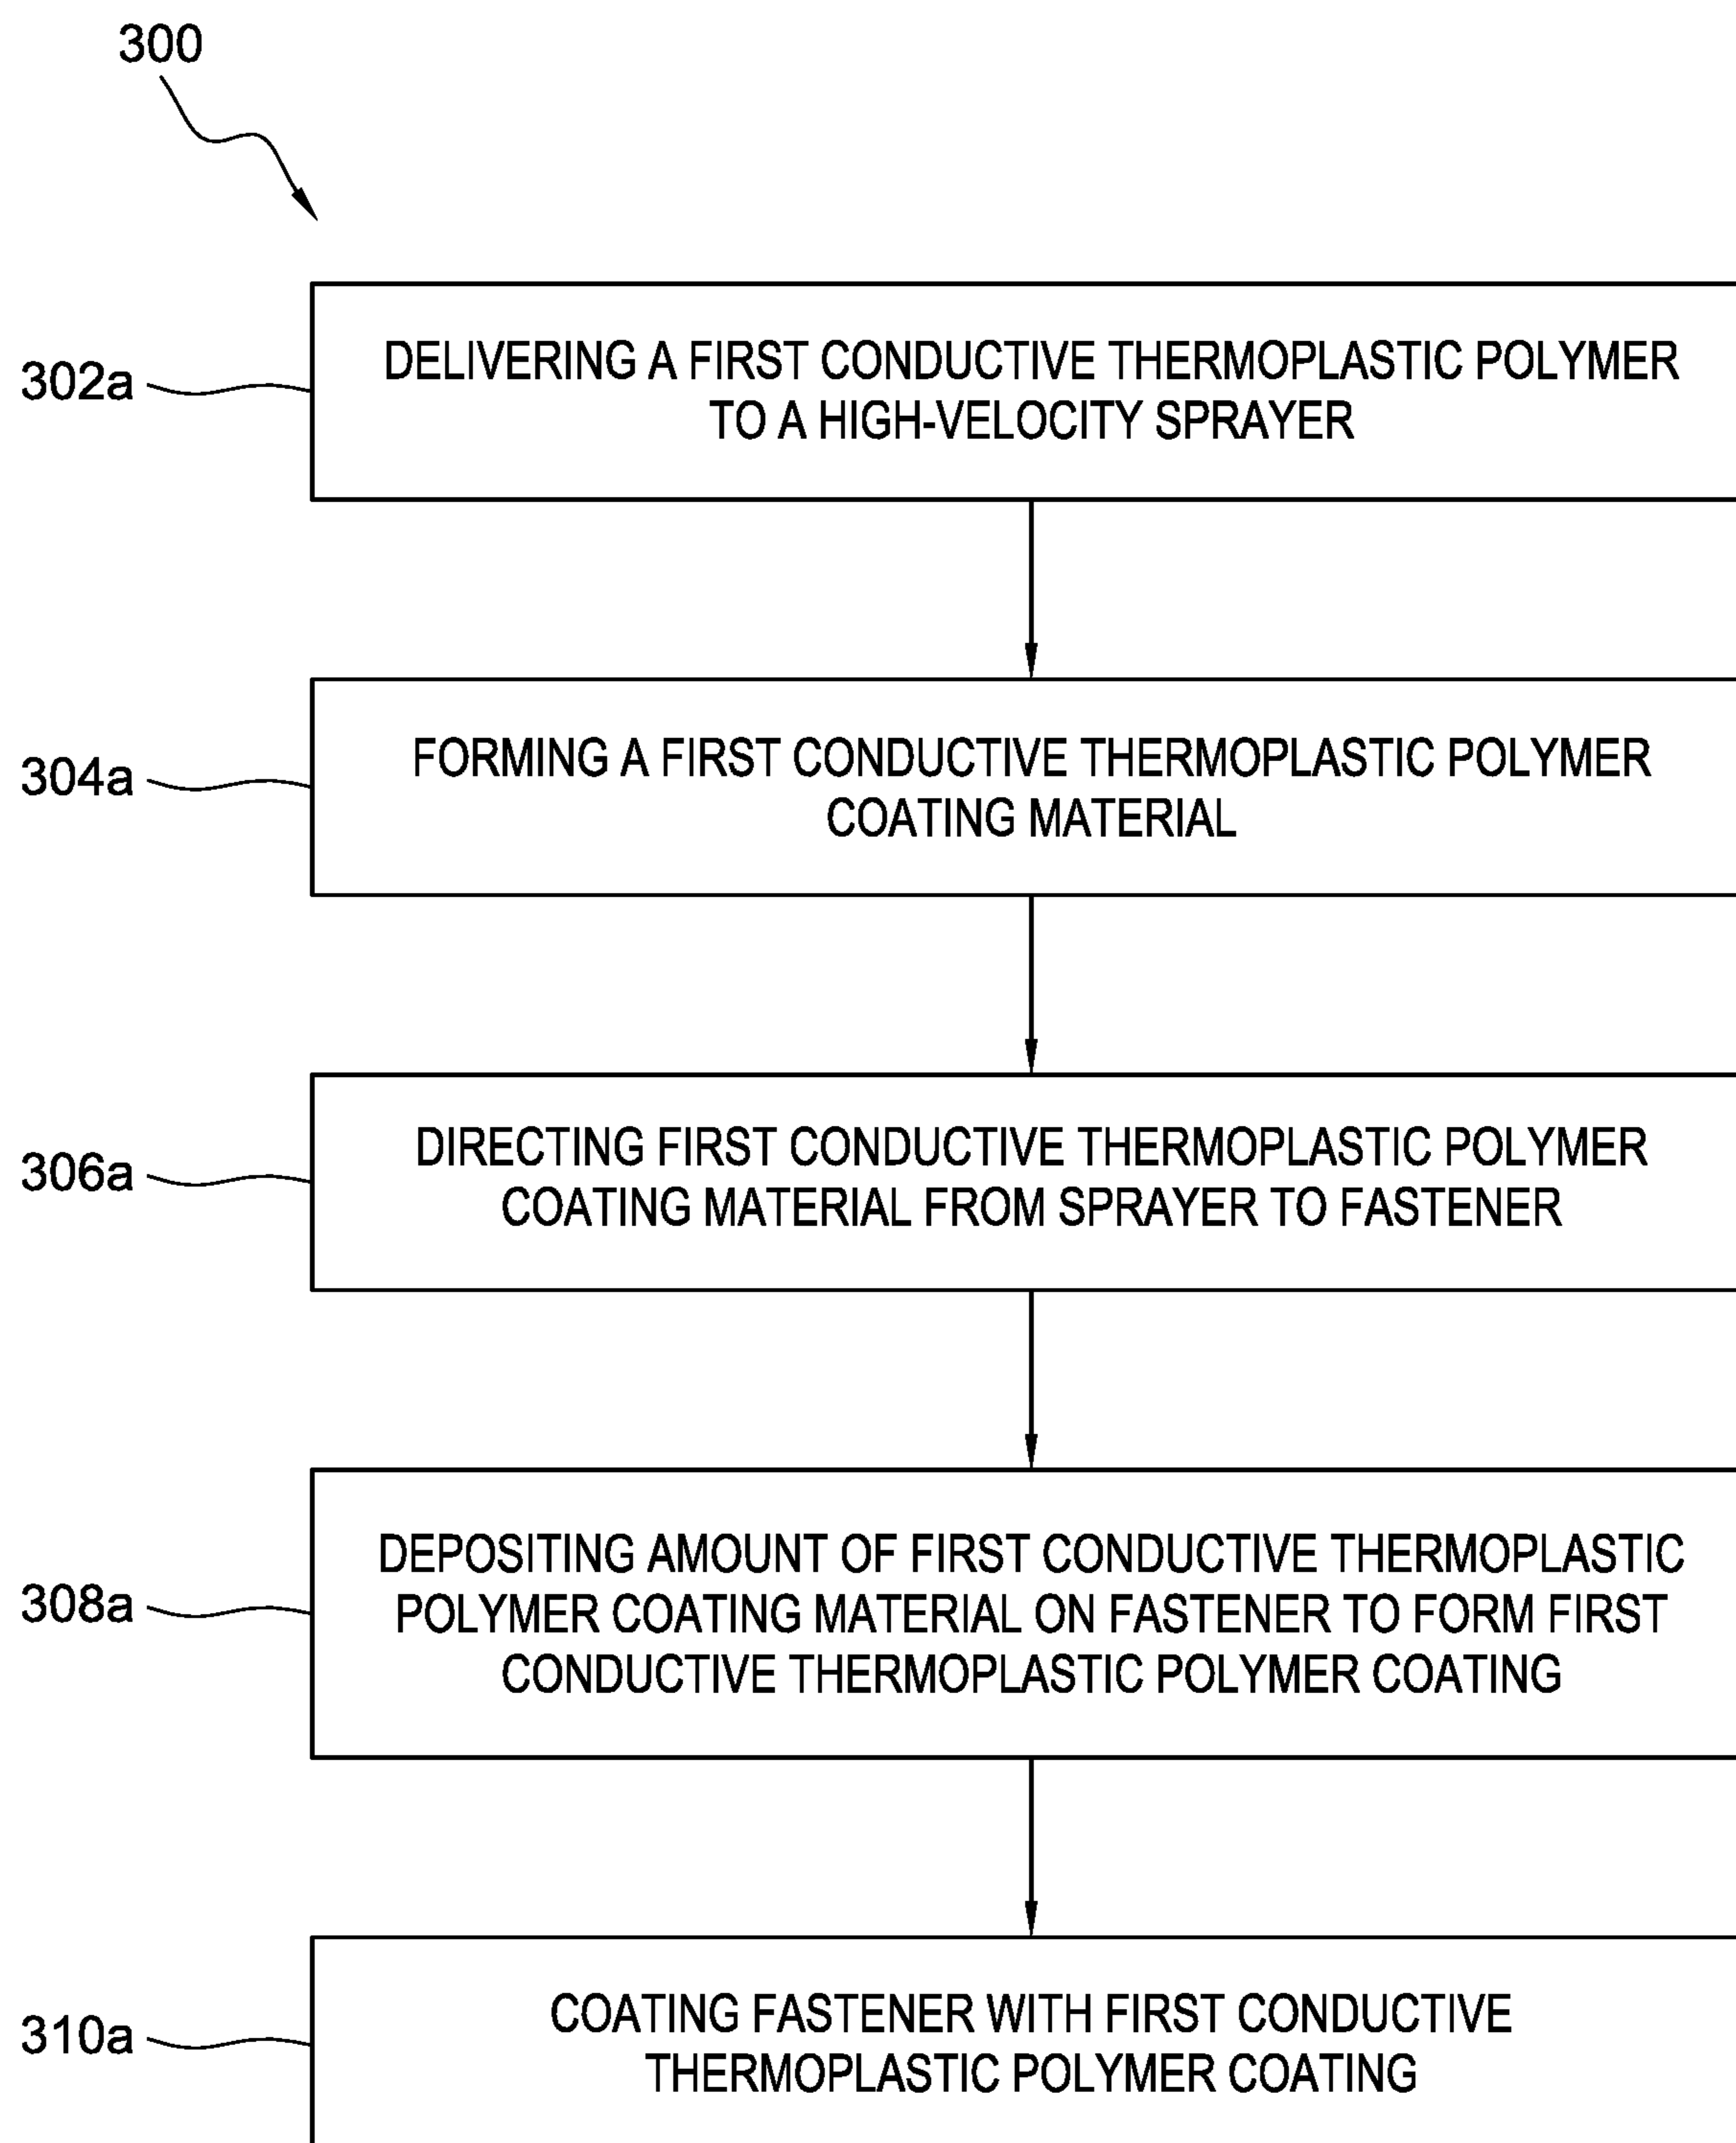 300
302a
DELIVERING A FIRST CONDUCTIVE THERMOPLASTIC POLYMER
TO A HIGH-VELOCITY SPRAYER
304a
FORMING A FIRST CONDUCTIVE THERMOPLASTIC POLYMER
COATING MATERIAL
306a
DIRECTING FIRST CONDUCTIVE THERMOPLASTIC POLYMER
COATING MATERIAL FROM SPRAYER TO FASTENER
308a
DEPOSITING AMOUNT OF FIRST CONDUCTIVE THERMOPLASTIC
POLYMER COATING MATERIAL ON FASTENER TO FORM FIRST
CONDUCTIVE THERMOPLASTIC POLYMER COATING
310a
COATING FASTENER WITH FIRST CONDUCTIVE
THERMOPLASTIC POLYMER COATING